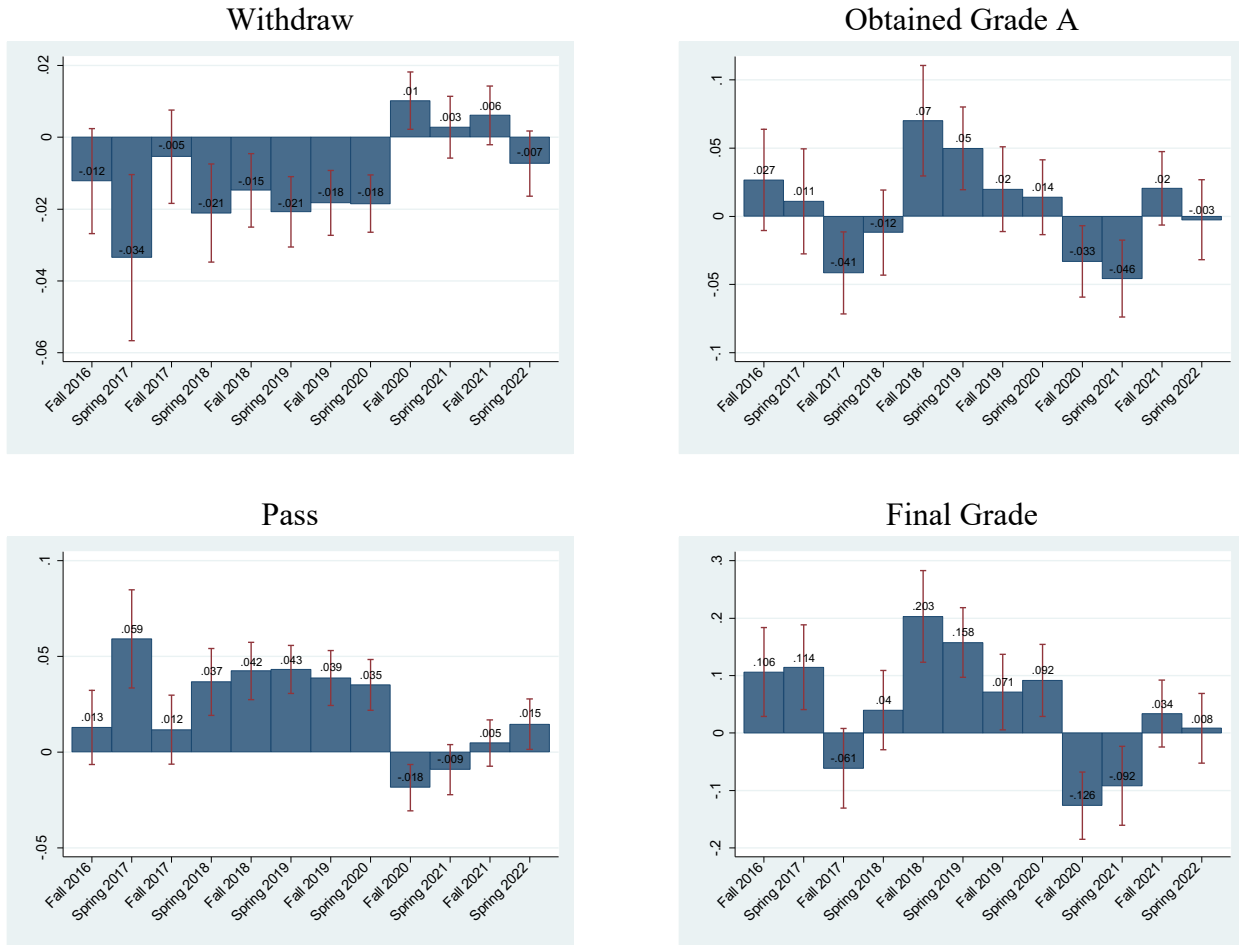 Withdraw
.02
0
-.02
-.04
-.06
-.012
-.034
-.005
-.021
-.015
-.021
-.018
-.018
.01
.003
.006
-.007
Fall 2016
Spring 2017
Fall 2017
Spring 2018
Fall 2018
Spring 2019
Fall 2019
Spring 2020
Fall 2020
Spring 2021
Fall 2021
Spring 2022
Obtained Grade A
.1
.05
0
-.05
-.1
.027
.011
-.041
-.012
.07
.05
.02
.014
-.033
-.046
.02
-.003
Fall 2016
Spring 2017
Fall 2017
Spring 2018
Fall 2018
Spring 2019
Fall 2019
Spring 2020
Fall 2020
Spring 2021
Fall 2021
Spring 2022
Pass
.1
.05
0
-.05
.013
.059
.012
.037
.042
.043
.039
.035
-.018
-.009
.005
.015
Fall 2016
Spring 2017
Fall 2017
Spring 2018
Fall 2018
Spring 2019
Fall 2019
Spring 2020
Fall 2020
Spring 2021
Fall 2021
Spring 2022
Final Grade
.3
.2
.1
0
-.1
-.2
.106
.114
-.061
.04
.203
.158
.071
.092
-.126
-.092
.034
.008
Fall 2016
Spring 2017
Fall 2017
Spring 2018
Fall 2018
Spring 2019
Fall 2019
Spring 2020
Fall 2020
Spring 2021
Fall 2021
Spring 2022